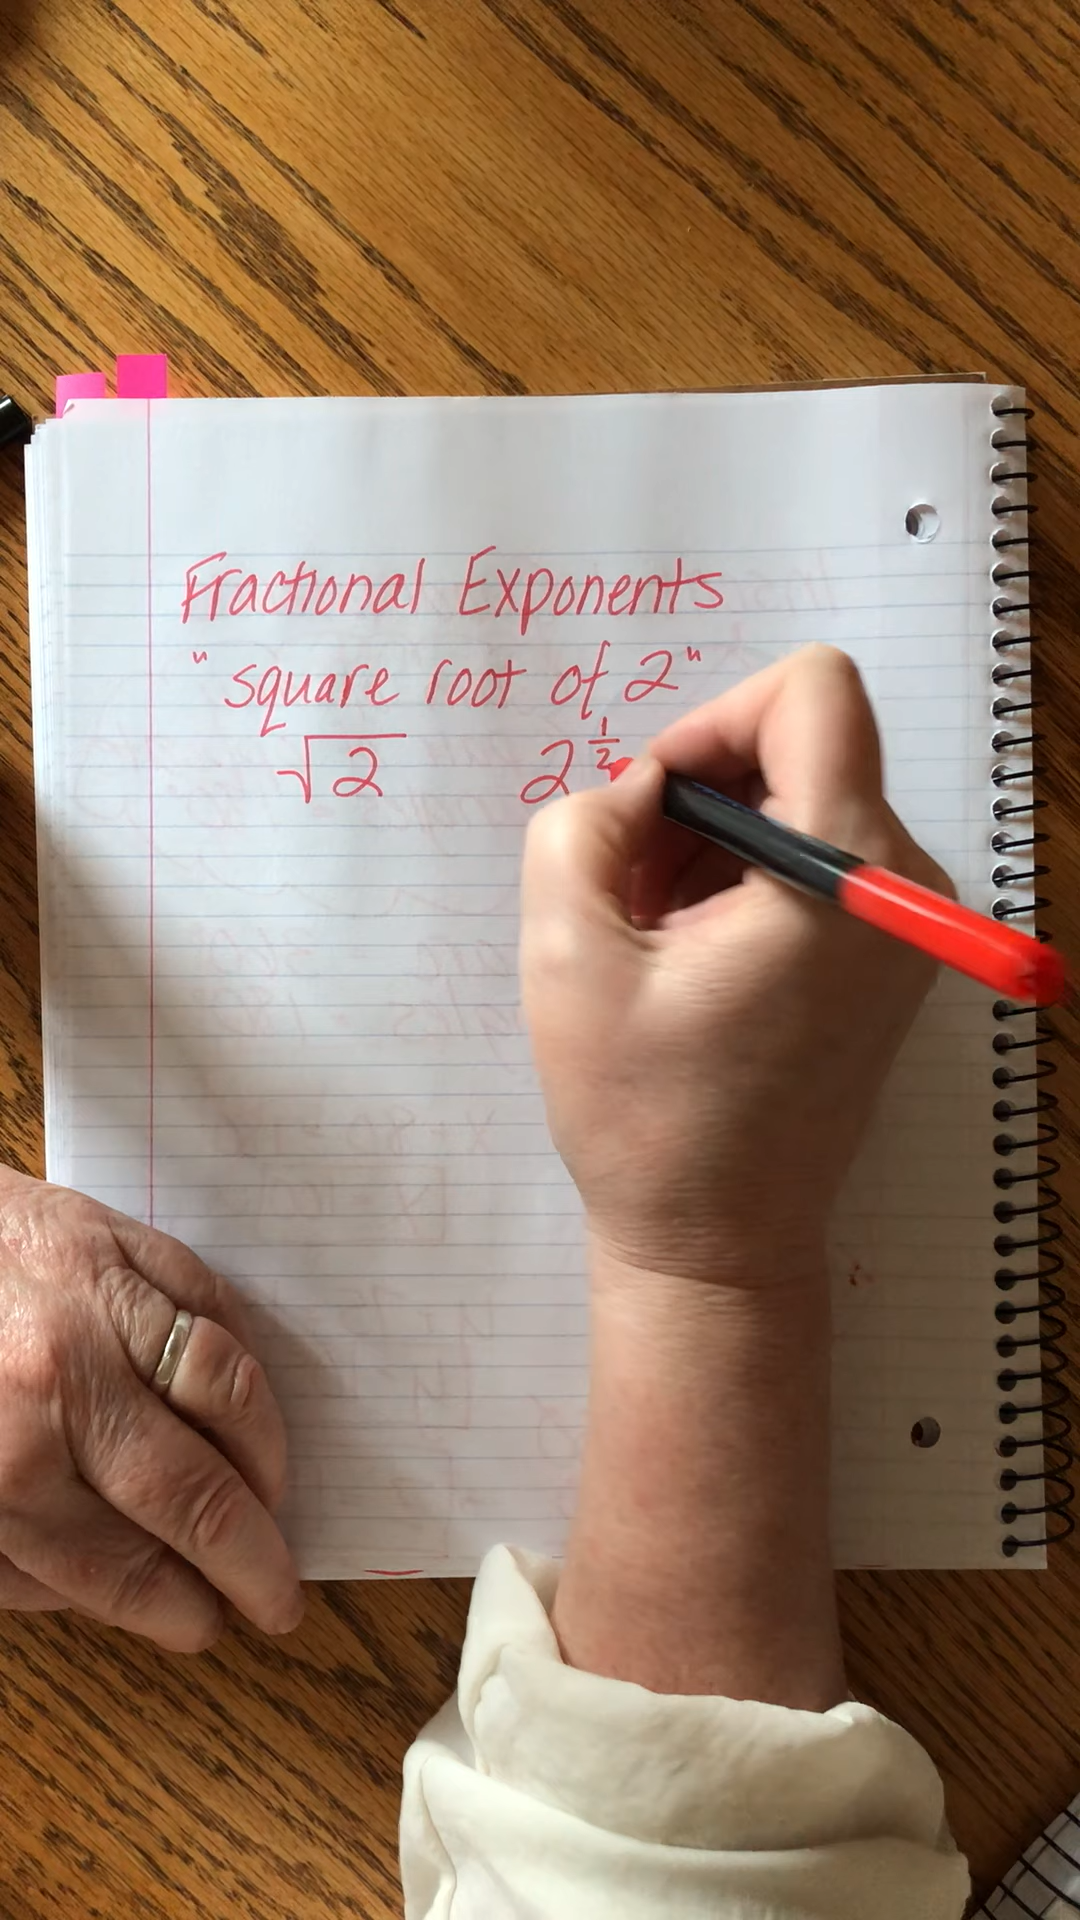 Fractional Exponents
"square root of 2"
√2 2^½